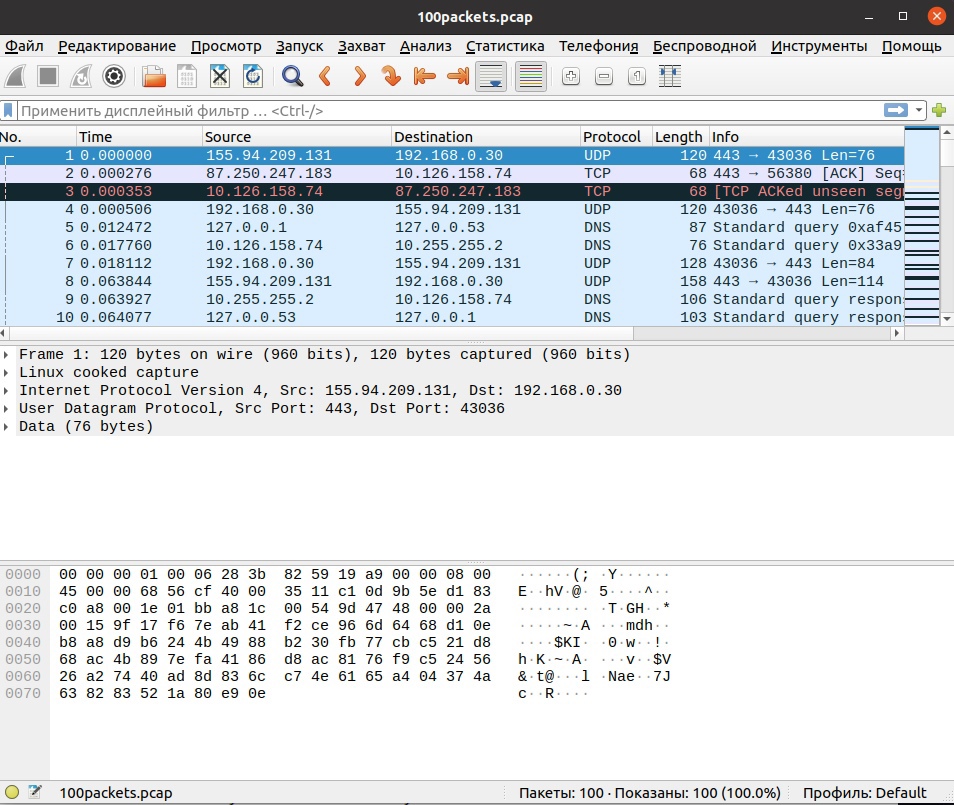 100packets.pcap
Файл Редактирование Просмотр Запуск Захват Анализ Статистика Телефония Беспроводной Инструменты Помощь
Применить дисплейный фильтр … <Ctrl-/>
No. Time Source Destination Protocol Length Info
1 0.000000 155.94.209.131 192.168.0.30 UDP 120 443 → 43036 Len=76
2 0.000276 87.250.247.183 10.126.158.74 TCP 68 443 → 56380 [ACK] Seq
3 0.000353 10.126.158.74 87.250.247.183 TCP 68 [TCP ACKed unseen seg
4 0.000506 192.168.0.30 155.94.209.131 UDP 120 43036 → 443 Len=76
5 0.012472 127.0.0.1 127.0.0.53 DNS 87 Standard query 0xaf45
6 0.017760 10.126.158.74 10.255.255.2 DNS 76 Standard query 0x33a9
7 0.018112 192.168.0.30 155.94.209.131 UDP 128 43036 → 443 Len=84
8 0.063844 155.94.209.131 192.168.0.30 UDP 158 443 → 43036 Len=114
9 0.063927 10.255.255.2 10.126.158.74 DNS 106 Standard query respon
10 0.064077 127.0.0.53 127.0.0.1 DNS 103 Standard query respon
Frame 1: 120 bytes on wire (960 bits), 120 bytes captured (960 bits)
Linux cooked capture
Internet Protocol Version 4, Src: 155.94.209.131, Dst: 192.168.0.30
User Datagram Protocol, Src Port: 443, Dst Port: 43036
Data (76 bytes)
0000 00 00 00 01 00 06 28 3b 82 59 19 a9 00 00 08 00 ······(; ·Y······
0010 45 00 00 68 56 cf 40 00 35 11 c1 0d 9b 5e d1 83 E··hV·@· 5····^··
0020 c0 a8 00 1e 01 bb a8 1c 00 54 9d 47 48 00 00 2a ········ ·T·GH··*
0030 00 15 9f 17 f6 7e ab 41 f2 ce 96 6d 64 68 d1 0e ·····~·A ···mdh··
0040 b8 a8 d9 b6 24 4b 49 88 b2 30 fb 77 cb c5 21 d8 ····$KI· ·0·w··!·
0050 68 ac 4b 89 7e fa 41 86 d8 ac 81 76 f9 c5 24 56 h·K·~·A· ···v··$V
0060 26 a2 74 40 ad 8d 83 6c c7 4e 61 65 a4 04 37 4a &·t@···l ·Nae··7J
0070 63 82 83 52 1a 80 e9 0e c··R····
100packets.pcap Пакеты: 100 · Показаны: 100 (100.0%) Профиль: Default